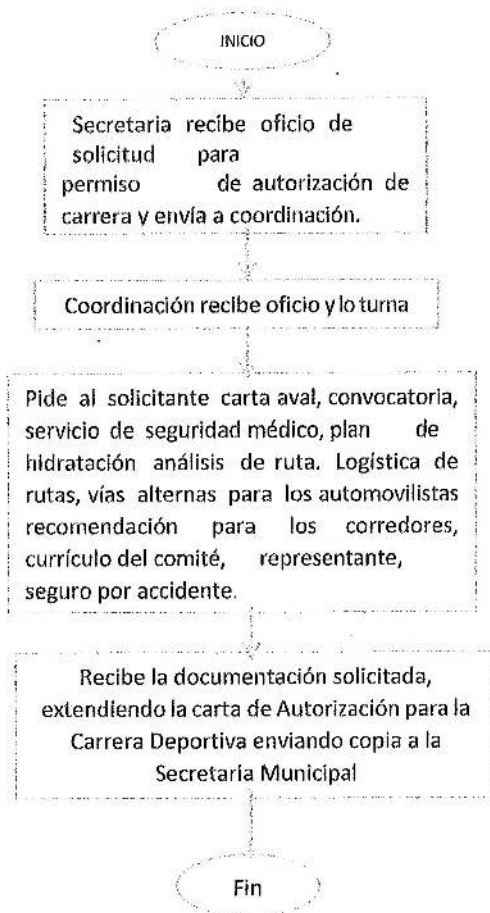 INICIO
Secretaria recibe oficio de
solicitud para
permiso de autorización de
carrera y envía a coordinación.
Coordinación recibe oficio y lo turna
Pide al solicitante carta aval, convocatoria,
servicio de seguridad médico, plan de
hidratación análisis de ruta. Logística de
rutas, vías alternas para los automovilistas
recomendación para los corredores,
currículo del comité, representante,
seguro por accidente.
Recibe la documentación solicitada,
extendiendo la carta de Autorización para la
Carrera Deportiva enviando copia a la
Secretaria Municipal
Fin